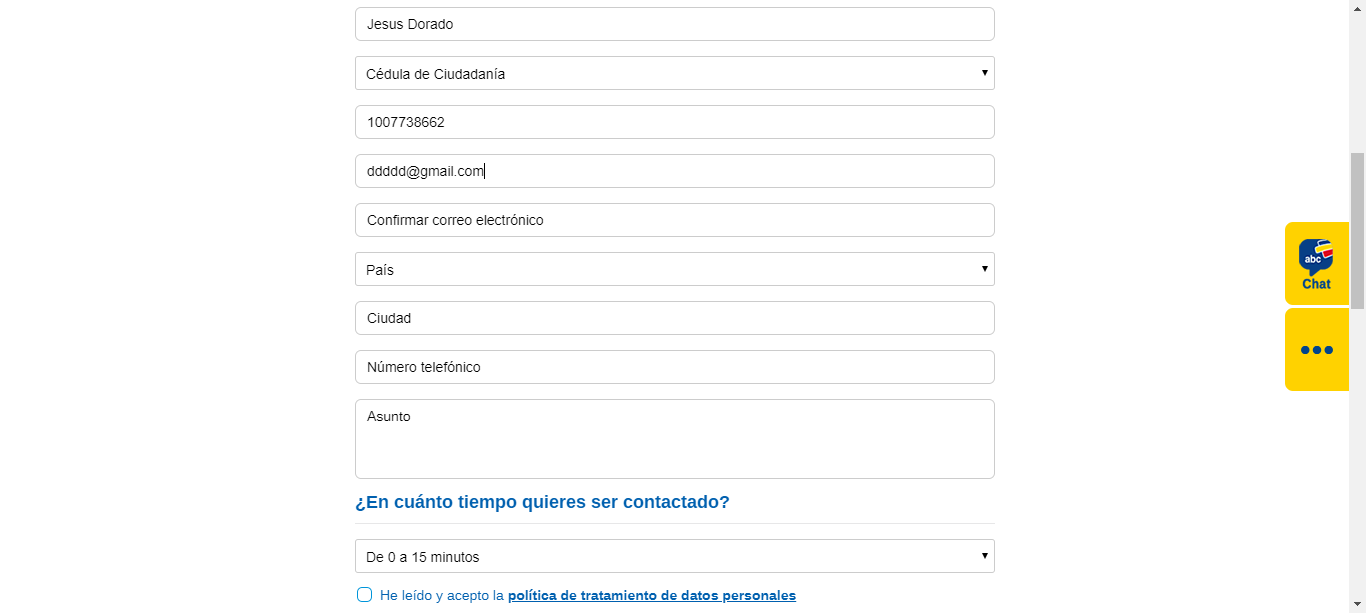 Jesus Dorado
Cédula de Ciudadanía
1007738662
ddddd@gmail.com
Confirmar correo electrónico
País
Ciudad
Número telefónico
Asunto
¿En cuánto tiempo quieres ser contactado?
De 0 a 15 minutos
He leído y acepto la política de tratamiento de datos personales
abc
Chat